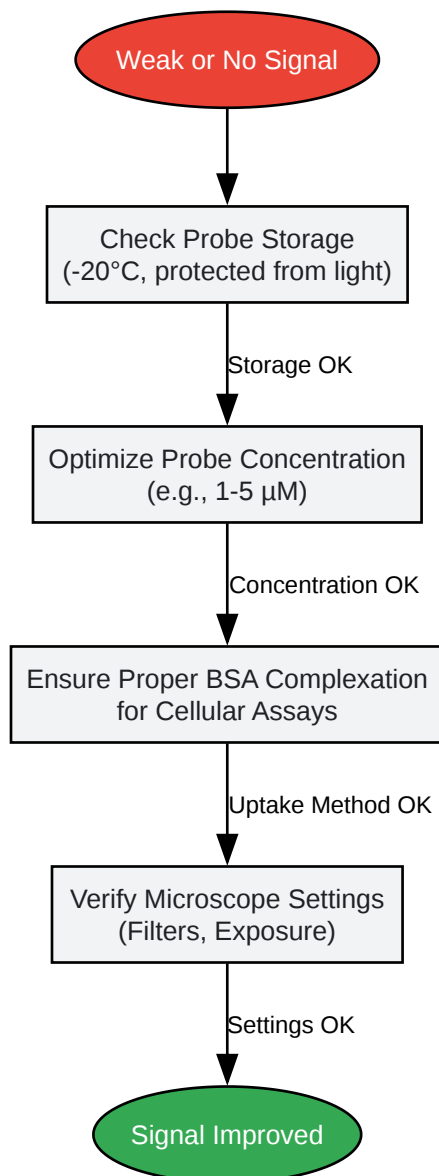 Weak or No Signal
Check Probe Storage
(-20°C, protected from light)
Storage OK
Optimize Probe Concentration
(e.g., 1-5 µM)
Concentration OK
Ensure Proper BSA Complexation
for Cellular Assays
Uptake Method OK
Verify Microscope Settings
(Filters, Exposure)
Settings OK
Signal Improved